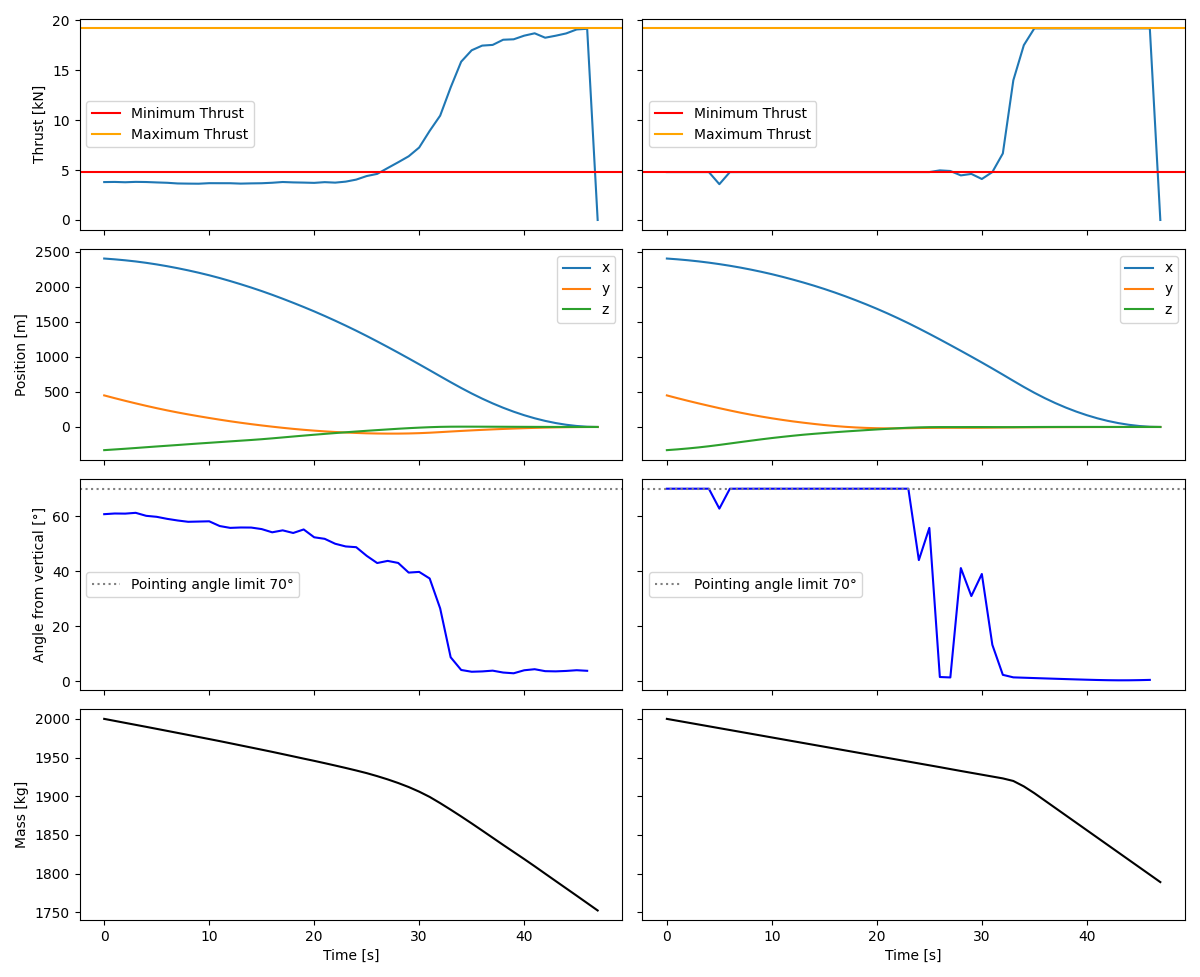 Thrust [kN]
20
15
10
5
0
Minimum Thrust
Maximum Thrust
Minimum Thrust
Maximum Thrust
Position [m]
2500
2000
1500
1000
500
0
x
y
z
x
y
z
Angle from vertical [°]
60
40
20
0
Pointing angle limit 70°
Pointing angle limit 70°
Mass [kg]
2000
1950
1900
1850
1800
1750
0 10 20 30 40
Time [s]
0 10 20 30 40
Time [s]